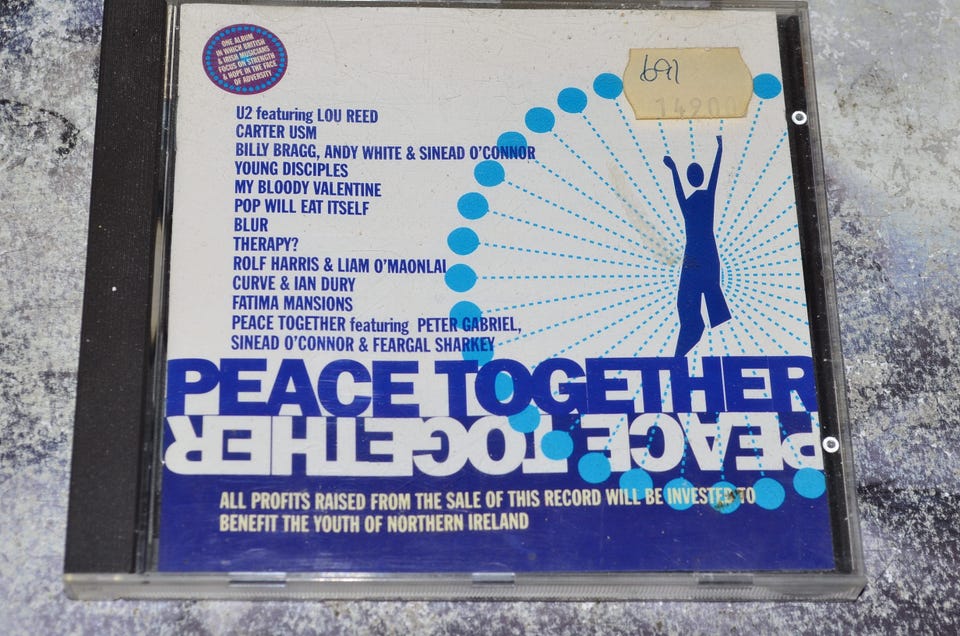 ONE ALBUM
IN WHICH BRITISH
& IRISH MUSICIANS
FOCUS ON STRENGTH
& HOPE IN THE FACE
OF ADVERSITY
691
14200
U2 featuring LOU REED
CARTER USM
BILLY BRAGG, ANDY WHITE & SINEAD O'CONNOR
YOUNG DISCIPLES
MY BLOODY VALENTINE
POP WILL EAT ITSELF
BLUR
THERAPY?
ROLF HARRIS & LIAM O'MAONLAI
CURVE & IAN DURY
FATIMA MANSIONS
PEACE TOGETHER featuring PETER GABRIEL,
SINEAD O'CONNOR & FEARGAL SHARKEY
PEACE TOGETHER
PEACE TOGETHER
ALL PROFITS RAISED FROM THE SALE OF THIS RECORD WILL BE INVESTED TO
BENEFIT THE YOUTH OF NORTHERN IRELAND